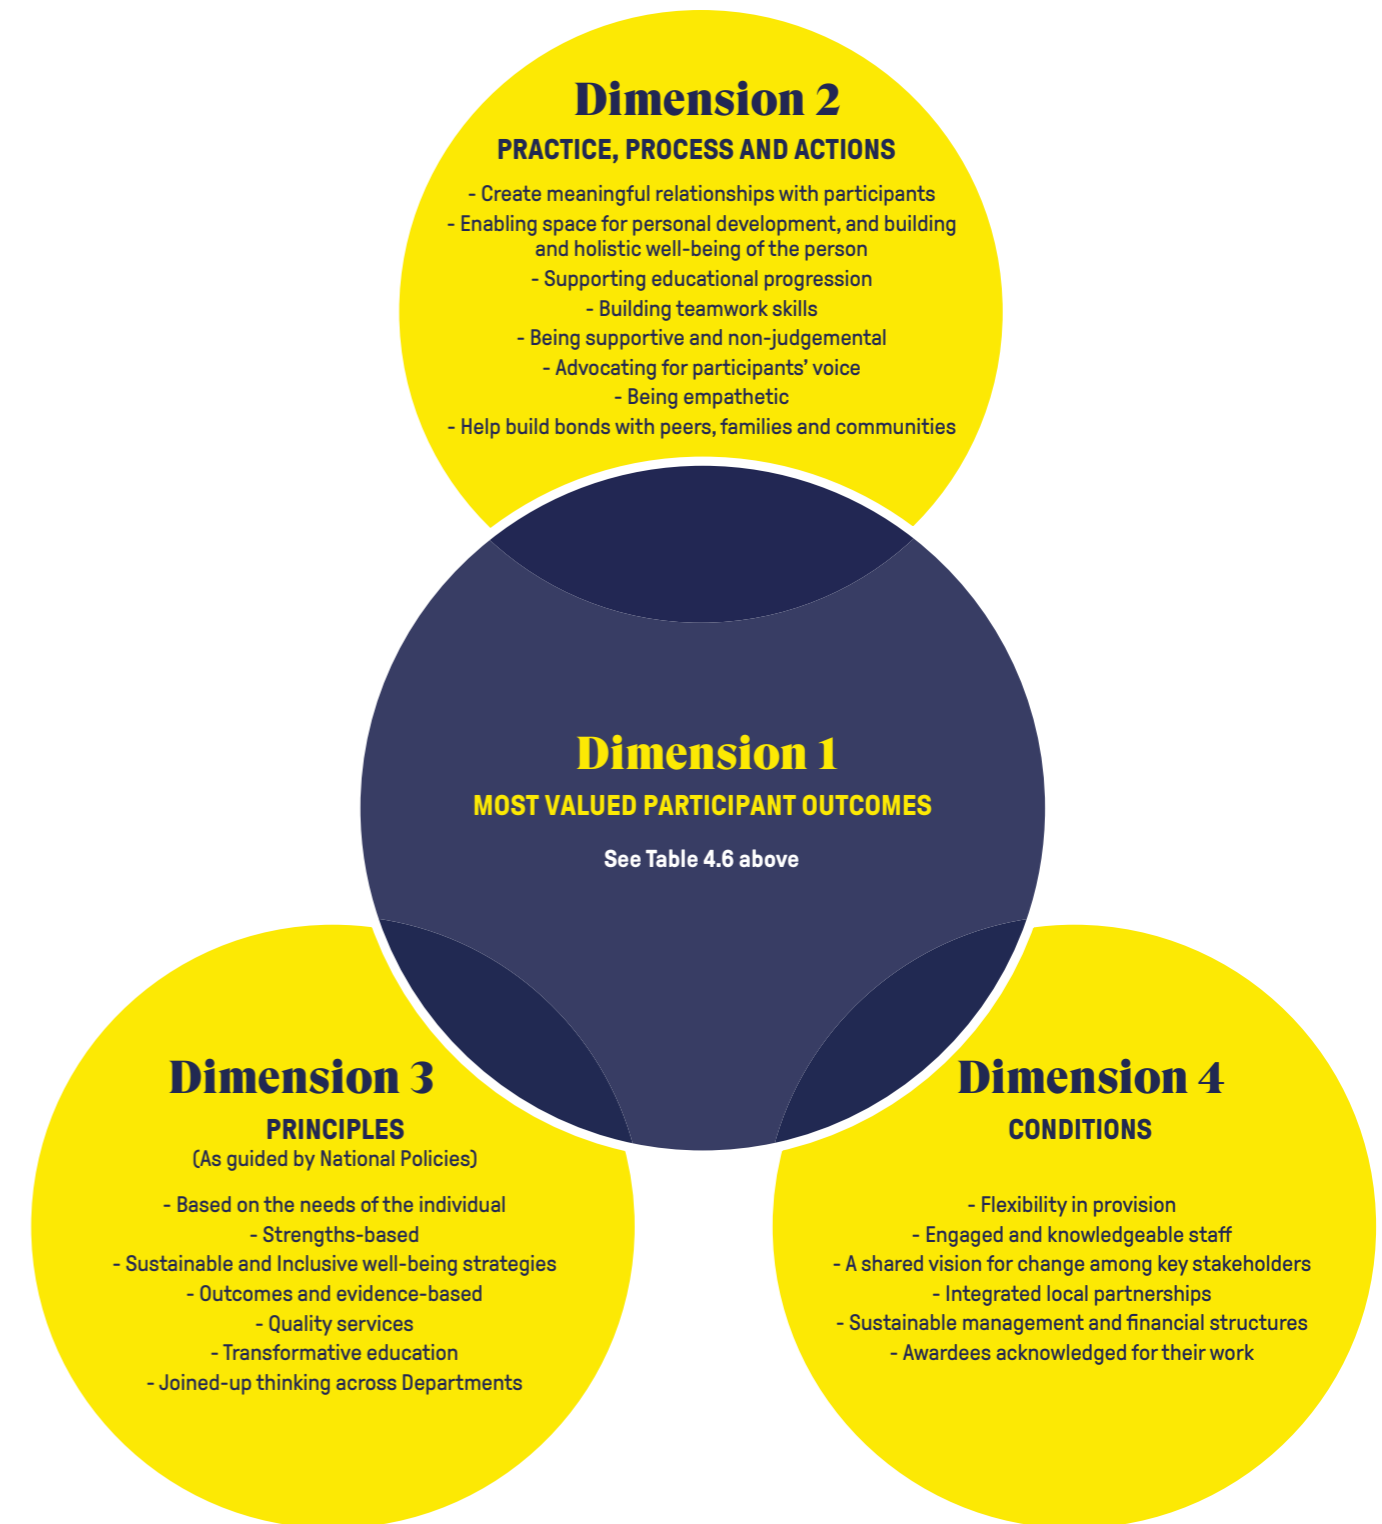 Dimension 2
PRACTICE, PROCESS AND ACTIONS
- Create meaningful relationships with participants
- Enabling space for personal development, and building
and holistic well-being of the person
- Supporting educational progression
- Building teamwork skills
- Being supportive and non-judgemental
- Advocating for participants’ voice
- Being empathetic
- Help build bonds with peers, families and communities
Dimension 1
MOST VALUED PARTICIPANT OUTCOMES
See Table 4.6 above
Dimension 3
PRINCIPLES
(As guided by National Policies)
- Based on the needs of the individual
- Strengths-based
- Sustainable and Inclusive well-being strategies
- Outcomes and evidence-based
- Quality services
- Transformative education
- Joined-up thinking across Departments
Dimension 4
CONDITIONS
- Flexibility in provision
- Engaged and knowledgeable staff
- A shared vision for change among key stakeholders
- Integrated local partnerships
- Sustainable management and financial structures
- Awardees acknowledged for their work